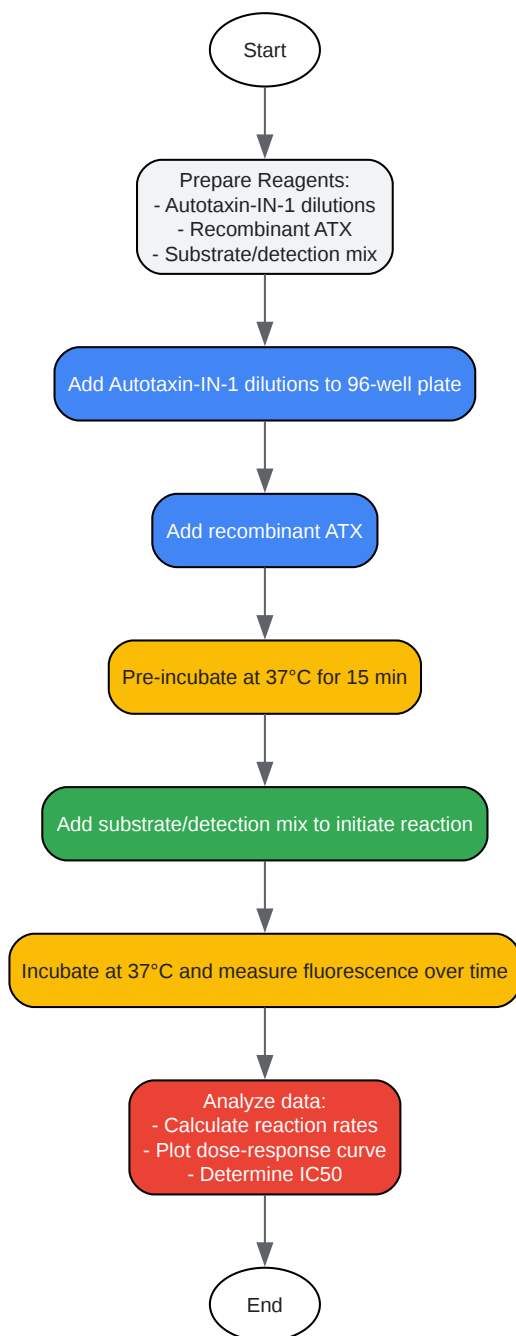 Start
Prepare Reagents:
- Autotaxin-IN-1 dilutions
- Recombinant ATX
- Substrate/detection mix
Add Autotaxin-IN-1 dilutions to 96-well plate
Add recombinant ATX
Pre-incubate at 37°C for 15 min
Add substrate/detection mix to initiate reaction
Incubate at 37°C and measure fluorescence over time
Analyze data:
- Calculate reaction rates
- Plot dose-response curve
- Determine IC50
End